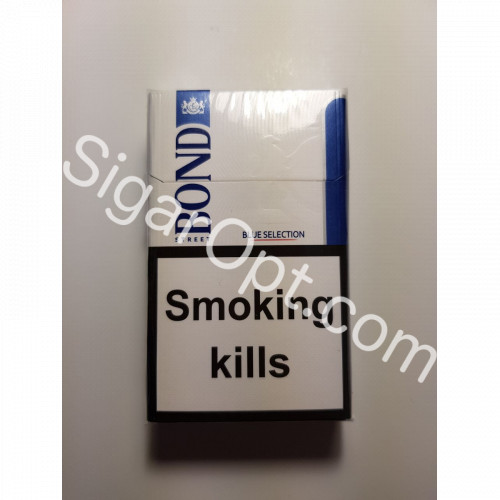 BOND
STREET
BLUE SELECTION
Smoking
kills
SigarOpt.com